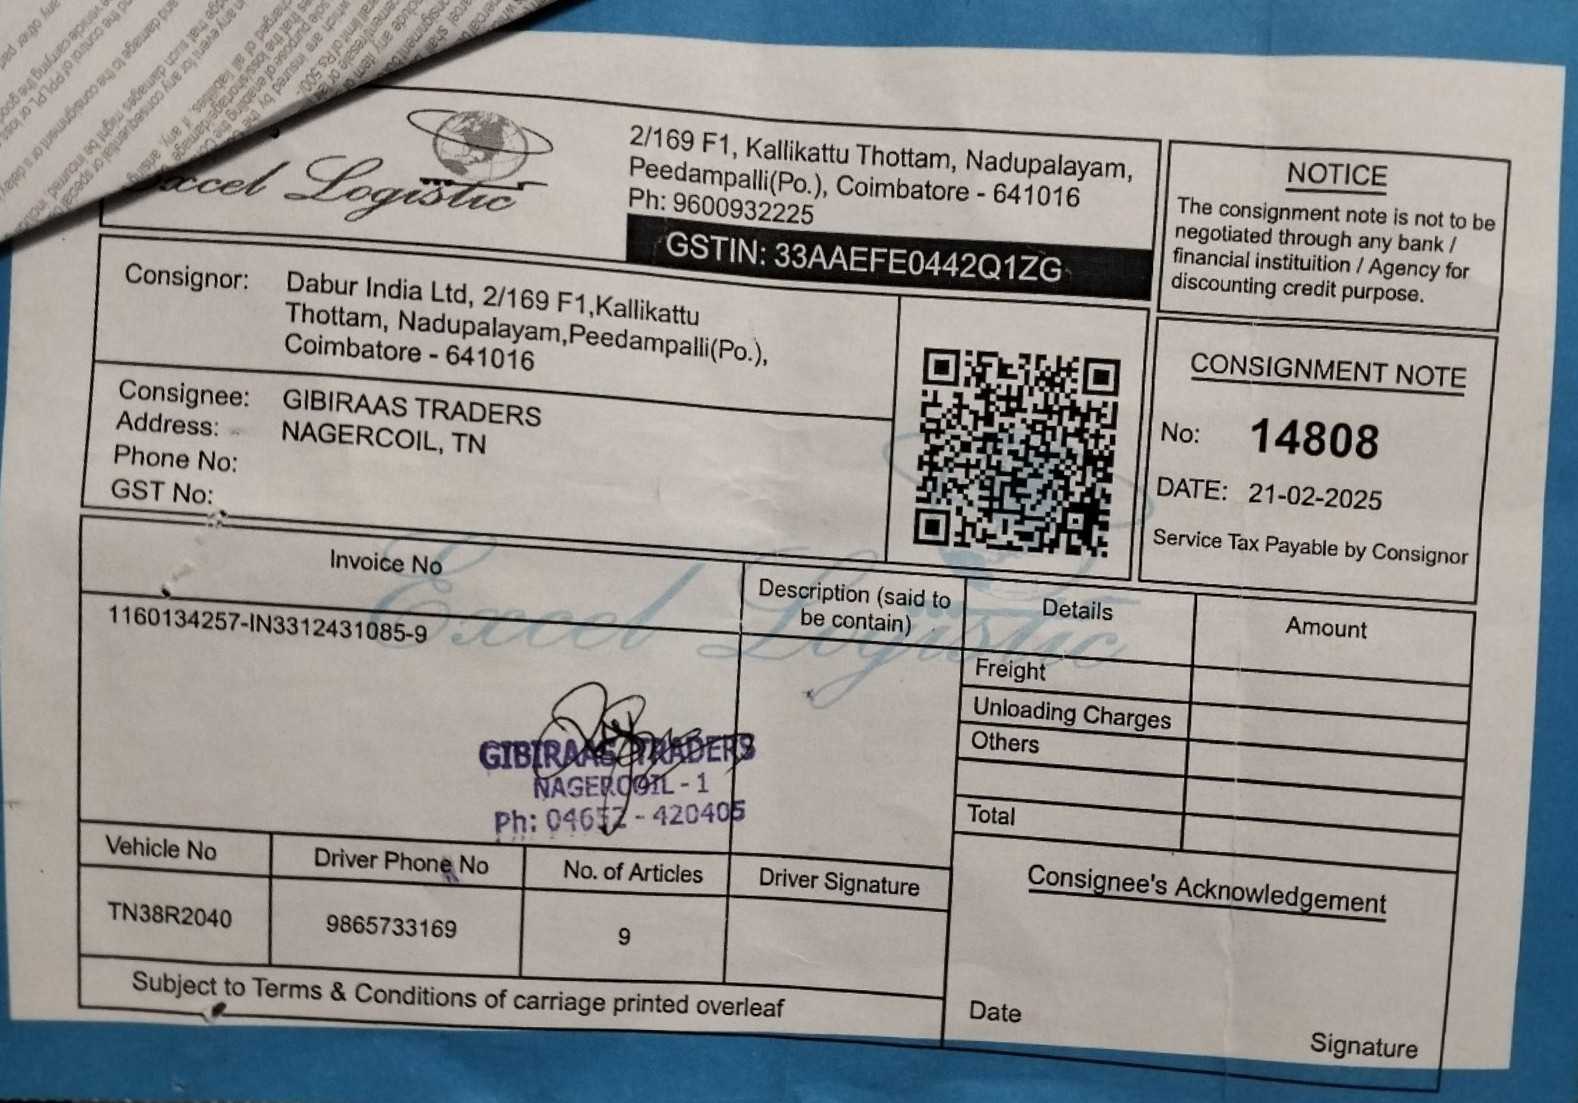 Excel Logistic
2/169 F1, Kallikattu Thottam, Nadupalayam,
Peedampalli(Po.), Coimbatore - 641016
Ph: 9600932225
GSTIN: 33AAEFE0442Q1ZG
NOTICE
The consignment note is not to be
negotiated through any bank /
financial instituition / Agency for
discounting credit purpose.
Consignor: Dabur India Ltd, 2/169 F1,Kallikattu
Thottam, Nadupalayam,Peedampalli(Po.),
Coimbatore - 641016
Consignee: GIBIRAAS TRADERS
Address: NAGERCOIL, TN
Phone No:
GST No:
CONSIGNMENT NOTE
No: 14808
DATE: 21-02-2025
Service Tax Payable by Consignor
Invoice No
Description (said to
be contain)
Details
Amount
1160134257-IN3312431085-9
Excel Logistic
Freight
Unloading Charges
Others
Total
GIBIRAAS TRADERS
NAGERCOIL - 1
Ph: 04652 - 420405
Vehicle No
Driver Phone No
No. of Articles
Driver Signature
TN38R2040
9865733169
9
Consignee's Acknowledgement
Subject to Terms & Conditions of carriage printed overleaf
Date
Signature